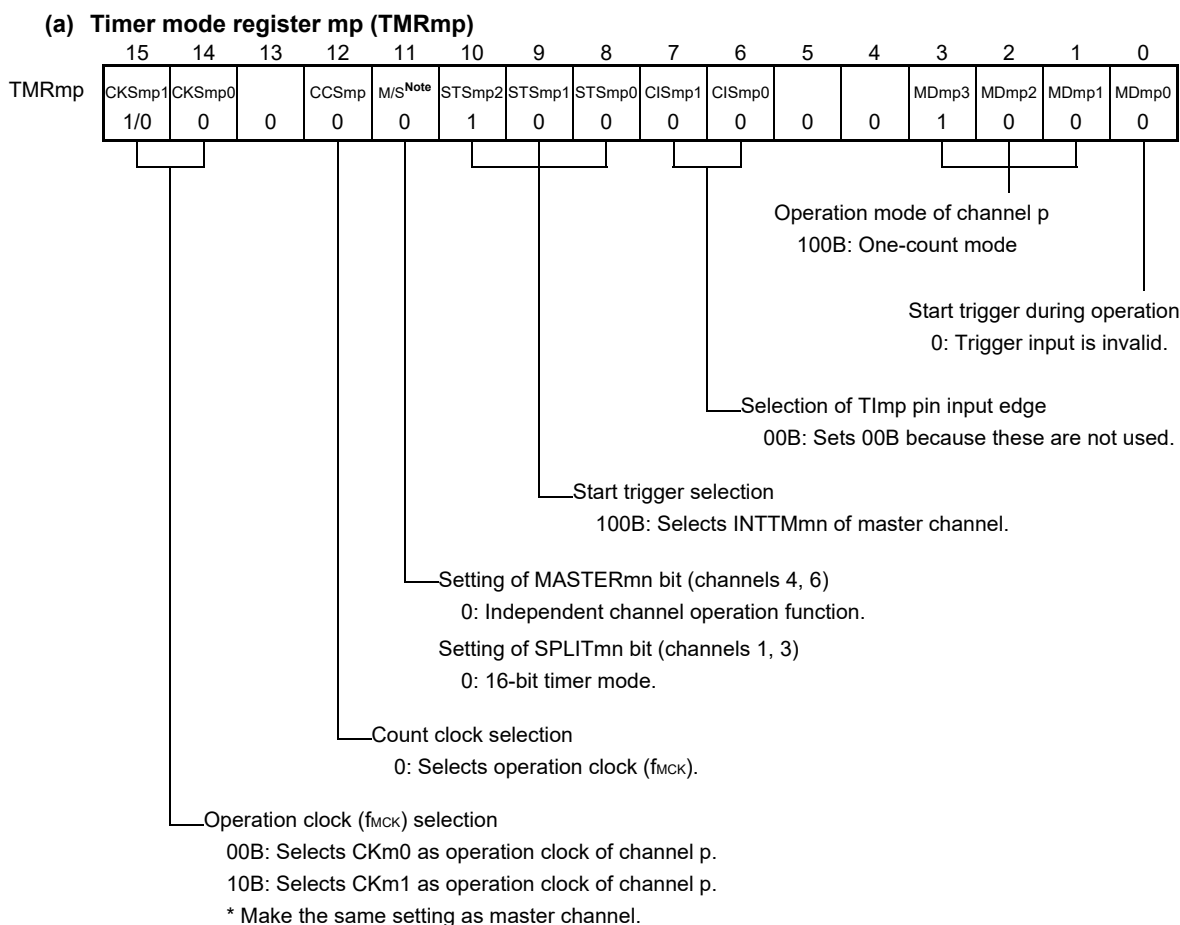 (a) Timer mode register mp (TMRmp)
15 14 13 12 11 10 9 8 7 6 5 4 3 2 1 0
TMRmp CKSmp1 CKSmp0 CCSmp M/SNote STSmp2 STSmp1 STSmp0 CISmp1 CISmp0 MDmp3 MDmp2 MDmp1 MDmp0
1/0 0 0 0 0 1 0 0 0 0 0 0 1 0 0 0
Operation mode of channel p
100B: One-count mode
Start trigger during operation
0: Trigger input is invalid.
Selection of TImp pin input edge
00B: Sets 00B because these are not used.
Start trigger selection
100B: Selects INTTMmn of master channel.
Setting of MASTERmn bit (channels 4, 6)
0: Independent channel operation function.
Setting of SPLITmn bit (channels 1, 3)
0: 16-bit timer mode.
Count clock selection
0: Selects operation clock (fMCK).
Operation clock (fMCK) selection
00B: Selects CKm0 as operation clock of channel p.
10B: Selects CKm1 as operation clock of channel p.
* Make the same setting as master channel.